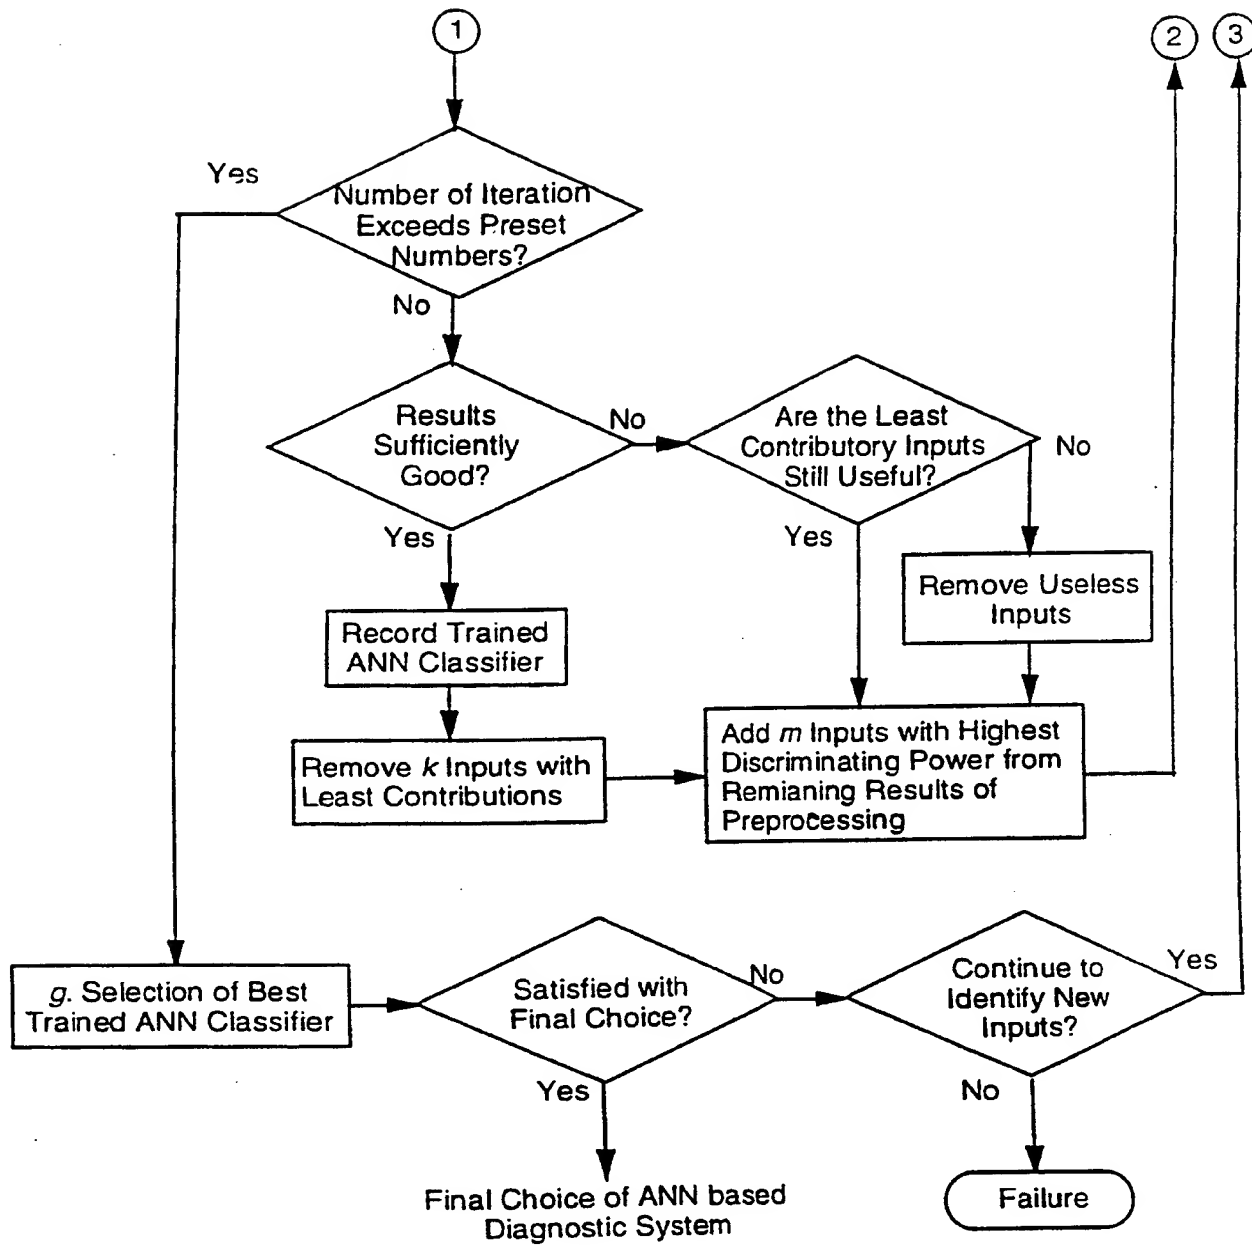 1
2
3
Yes
Number of Iteration
Exceeds Preset
Numbers?
No
Results
Sufficiently
Good?
No
Are the Least
Contributory Inputs
Still Useful?
No
Yes
Yes
Remove Useless
Inputs
Record Trained
ANN Classifier
Remove k Inputs with
Least Contributions
Add m Inputs with Highest
Discriminating Power from
Remianing Results of
Preprocessing
g. Selection of Best
Trained ANN Classifier
Satisfied with
Final Choice?
No
Continue to
Identify New
Inputs?
Yes
Yes
No
Final Choice of ANN based
Diagnostic System
Failure